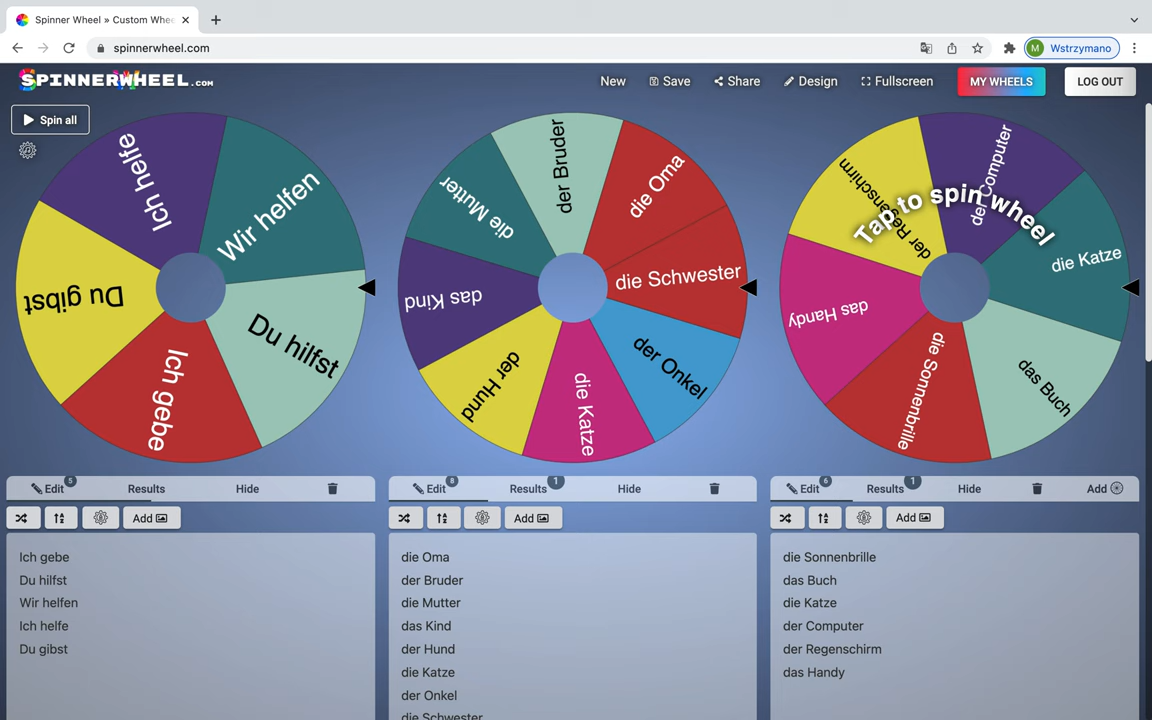 Spinner Wheel » Custom Whee
spinnerwheel.com
M Wstrzymano
SPINNERWHEEL.COM
New
Save
Share
Design
Fullscreen
MY WHEELS
LOG OUT
Spin all
Ich helfe
Wir helfen
Du hilfst
Ich gebe
Du gibst
der Bruder
die Oma
die Schwester
der Onkel
die Katze
der Hund
das Kind
die Mutter
der Regenschirm
der Computer
die Katze
das Buch
die Sonnenbrille
das Handy
Tap to spin wheel
Edit 5
Results
Hide
Edit 8
Results 1
Hide
Edit 6
Results 1
Hide
Add
Add
Add
Add
Ich gebe
Du hilfst
Wir helfen
Ich helfe
Du gibst
die Oma
der Bruder
die Mutter
das Kind
der Hund
die Katze
der Onkel
die Schwester
die Sonnenbrille
das Buch
die Katze
der Computer
der Regenschirm
das Handy